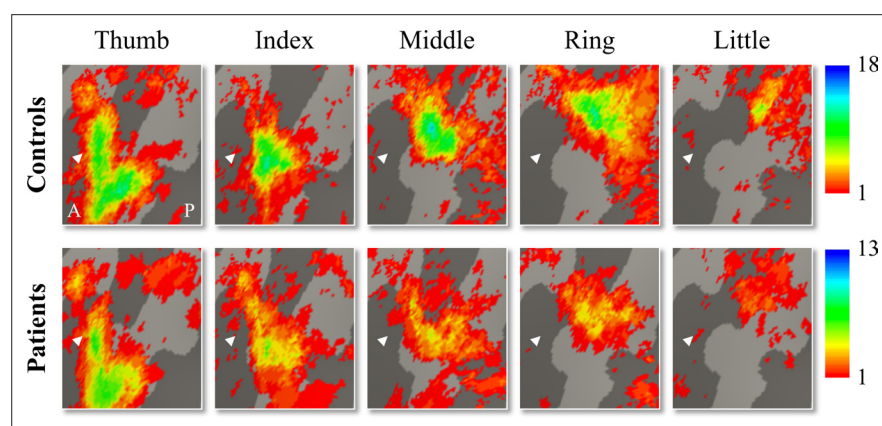 Thumb Index Middle Ring Little
Controls
18
1
A P
Patients
13
1